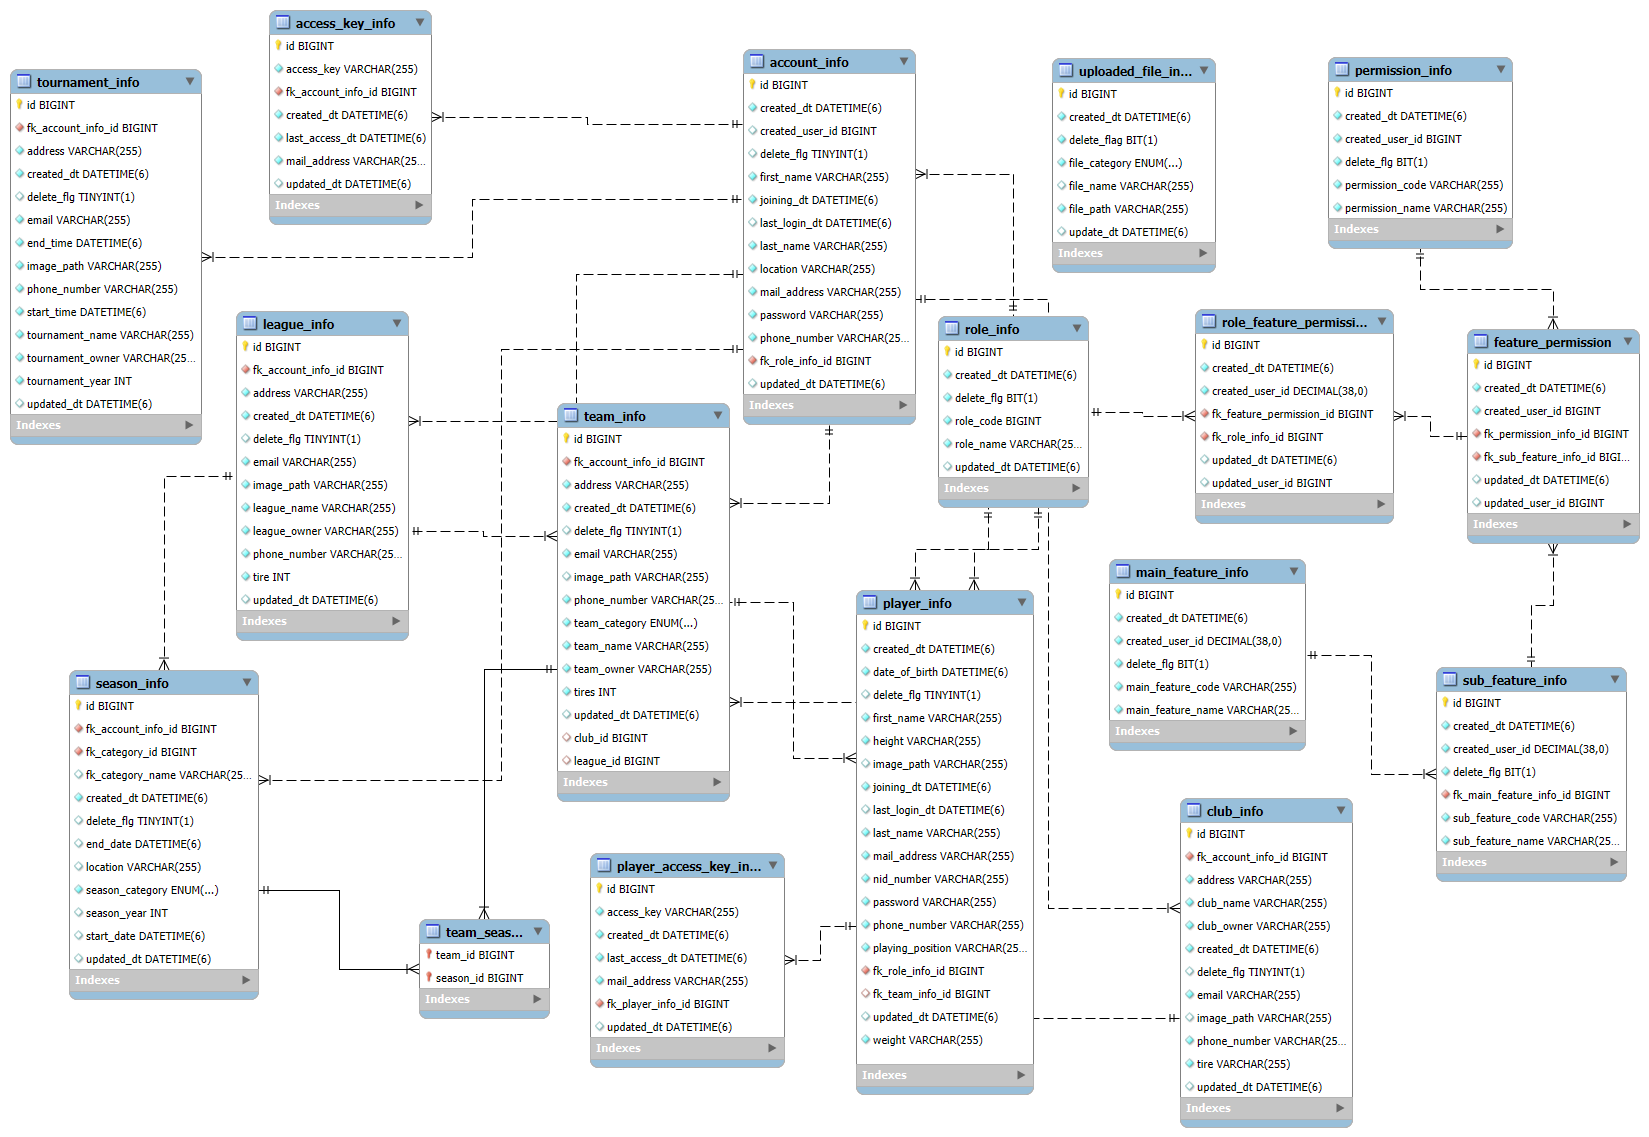 access_key_info
id BIGINT
access_key VARCHAR(255)
fk_account_info_id BIGINT
created_dt DATETIME(6)
last_access_dt DATETIME(6)
mail_address VARCHAR(25...
updated_dt DATETIME(6)
Indexes
tournament_info
id BIGINT
fk_account_info_id BIGINT
address VARCHAR(255)
created_dt DATETIME(6)
delete_flg TINYINT(1)
email VARCHAR(255)
end_time DATETIME(6)
image_path VARCHAR(255)
phone_number VARCHAR(255)
start_time DATETIME(6)
tournament_name VARCHAR(255)
tournament_owner VARCHAR(25...
tournament_year INT
updated_dt DATETIME(6)
Indexes
account_info
id BIGINT
created_dt DATETIME(6)
created_user_id BIGINT
delete_flg TINYINT(1)
first_name VARCHAR(255)
joining_dt DATETIME(6)
last_login_dt DATETIME(6)
last_name VARCHAR(255)
location VARCHAR(255)
mail_address VARCHAR(255)
password VARCHAR(255)
phone_number VARCHAR(25...
fk_role_info_id BIGINT
updated_dt DATETIME(6)
Indexes
uploaded_file_in...
id BIGINT
created_dt DATETIME(6)
delete_flag BIT(1)
file_category ENUM(...)
file_name VARCHAR(255)
file_path VARCHAR(255)
update_dt DATETIME(6)
Indexes
permission_info
id BIGINT
created_dt DATETIME(6)
created_user_id BIGINT
delete_flg BIT(1)
permission_code VARCHAR(255)
permission_name VARCHAR(255)
Indexes
league_info
id BIGINT
fk_account_info_id BIGINT
address VARCHAR(255)
created_dt DATETIME(6)
delete_flg TINYINT(1)
email VARCHAR(255)
image_path VARCHAR(255)
league_name VARCHAR(255)
league_owner VARCHAR(255)
phone_number VARCHAR(25...
tire INT
updated_dt DATETIME(6)
Indexes
team_info
id BIGINT
fk_account_info_id BIGINT
address VARCHAR(255)
created_dt DATETIME(6)
delete_flg TINYINT(1)
email VARCHAR(255)
image_path VARCHAR(255)
phone_number VARCHAR(25...
team_category ENUM(...)
team_name VARCHAR(255)
team_owner VARCHAR(255)
tires INT
updated_dt DATETIME(6)
club_id BIGINT
league_id BIGINT
Indexes
role_info
id BIGINT
created_dt DATETIME(6)
delete_flg BIT(1)
role_code BIGINT
role_name VARCHAR(25...
updated_dt DATETIME(6)
Indexes
role_feature_permissi...
id BIGINT
created_dt DATETIME(6)
created_user_id DECIMAL(38,0)
fk_feature_permission_id BIGINT
fk_role_info_id BIGINT
updated_dt DATETIME(6)
updated_user_id BIGINT
Indexes
feature_permission
id BIGINT
created_dt DATETIME(6)
created_user_id BIGINT
fk_permission_info_id BIGINT
fk_sub_feature_info_id BIGI...
updated_dt DATETIME(6)
updated_user_id BIGINT
Indexes
season_info
id BIGINT
fk_account_info_id BIGINT
fk_category_id BIGINT
fk_category_name VARCHAR(25...
created_dt DATETIME(6)
delete_flg TINYINT(1)
end_date DATETIME(6)
location VARCHAR(255)
season_category ENUM(...)
season_year INT
start_date DATETIME(6)
updated_dt DATETIME(6)
Indexes
team_seas...
team_id BIGINT
season_id BIGINT
Indexes
player_access_key_in...
id BIGINT
access_key VARCHAR(255)
created_dt DATETIME(6)
last_access_dt DATETIME(6)
mail_address VARCHAR(255)
fk_player_info_id BIGINT
updated_dt DATETIME(6)
Indexes
player_info
id BIGINT
created_dt DATETIME(6)
date_of_birth DATETIME(6)
delete_flg TINYINT(1)
first_name VARCHAR(255)
height VARCHAR(255)
image_path VARCHAR(255)
joining_dt DATETIME(6)
last_login_dt DATETIME(6)
last_name VARCHAR(255)
mail_address VARCHAR(255)
nid_number VARCHAR(255)
password VARCHAR(255)
phone_number VARCHAR(255)
playing_position VARCHAR(25...
fk_role_info_id BIGINT
fk_team_info_id BIGINT
updated_dt DATETIME(6)
weight VARCHAR(255)
Indexes
main_feature_info
id BIGINT
created_dt DATETIME(6)
created_user_id DECIMAL(38,0)
delete_flg BIT(1)
main_feature_code VARCHAR(255)
main_feature_name VARCHAR(25...
Indexes
sub_feature_info
id BIGINT
created_dt DATETIME(6)
created_user_id DECIMAL(38,0)
delete_flg BIT(1)
fk_main_feature_info_id BIGINT
sub_feature_code VARCHAR(255)
sub_feature_name VARCHAR(25...
Indexes
club_info
id BIGINT
fk_account_info_id BIGINT
address VARCHAR(255)
club_name VARCHAR(255)
club_owner VARCHAR(255)
created_dt DATETIME(6)
delete_flg TINYINT(1)
email VARCHAR(255)
image_path VARCHAR(255)
phone_number VARCHAR(25...
tire VARCHAR(255)
updated_dt DATETIME(6)
Indexes